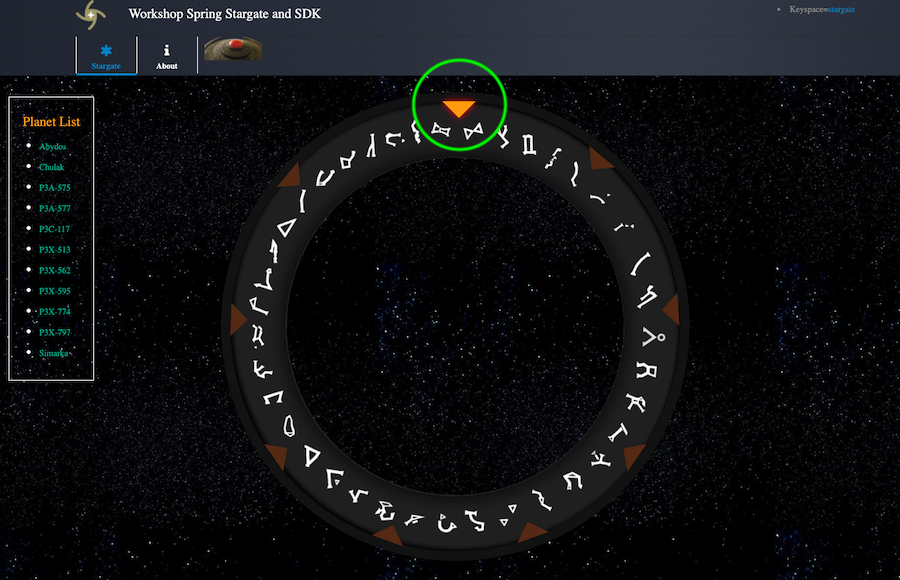 Workshop Spring Stargate and SDK
Keyspace=stargate
Stargate
About
Planet List
Abydos
Chulak
P3A-575
P3A-577
P3C-117
P3X-513
P3X-562
P3X-595
P3X-774
P3X-797
Simarka